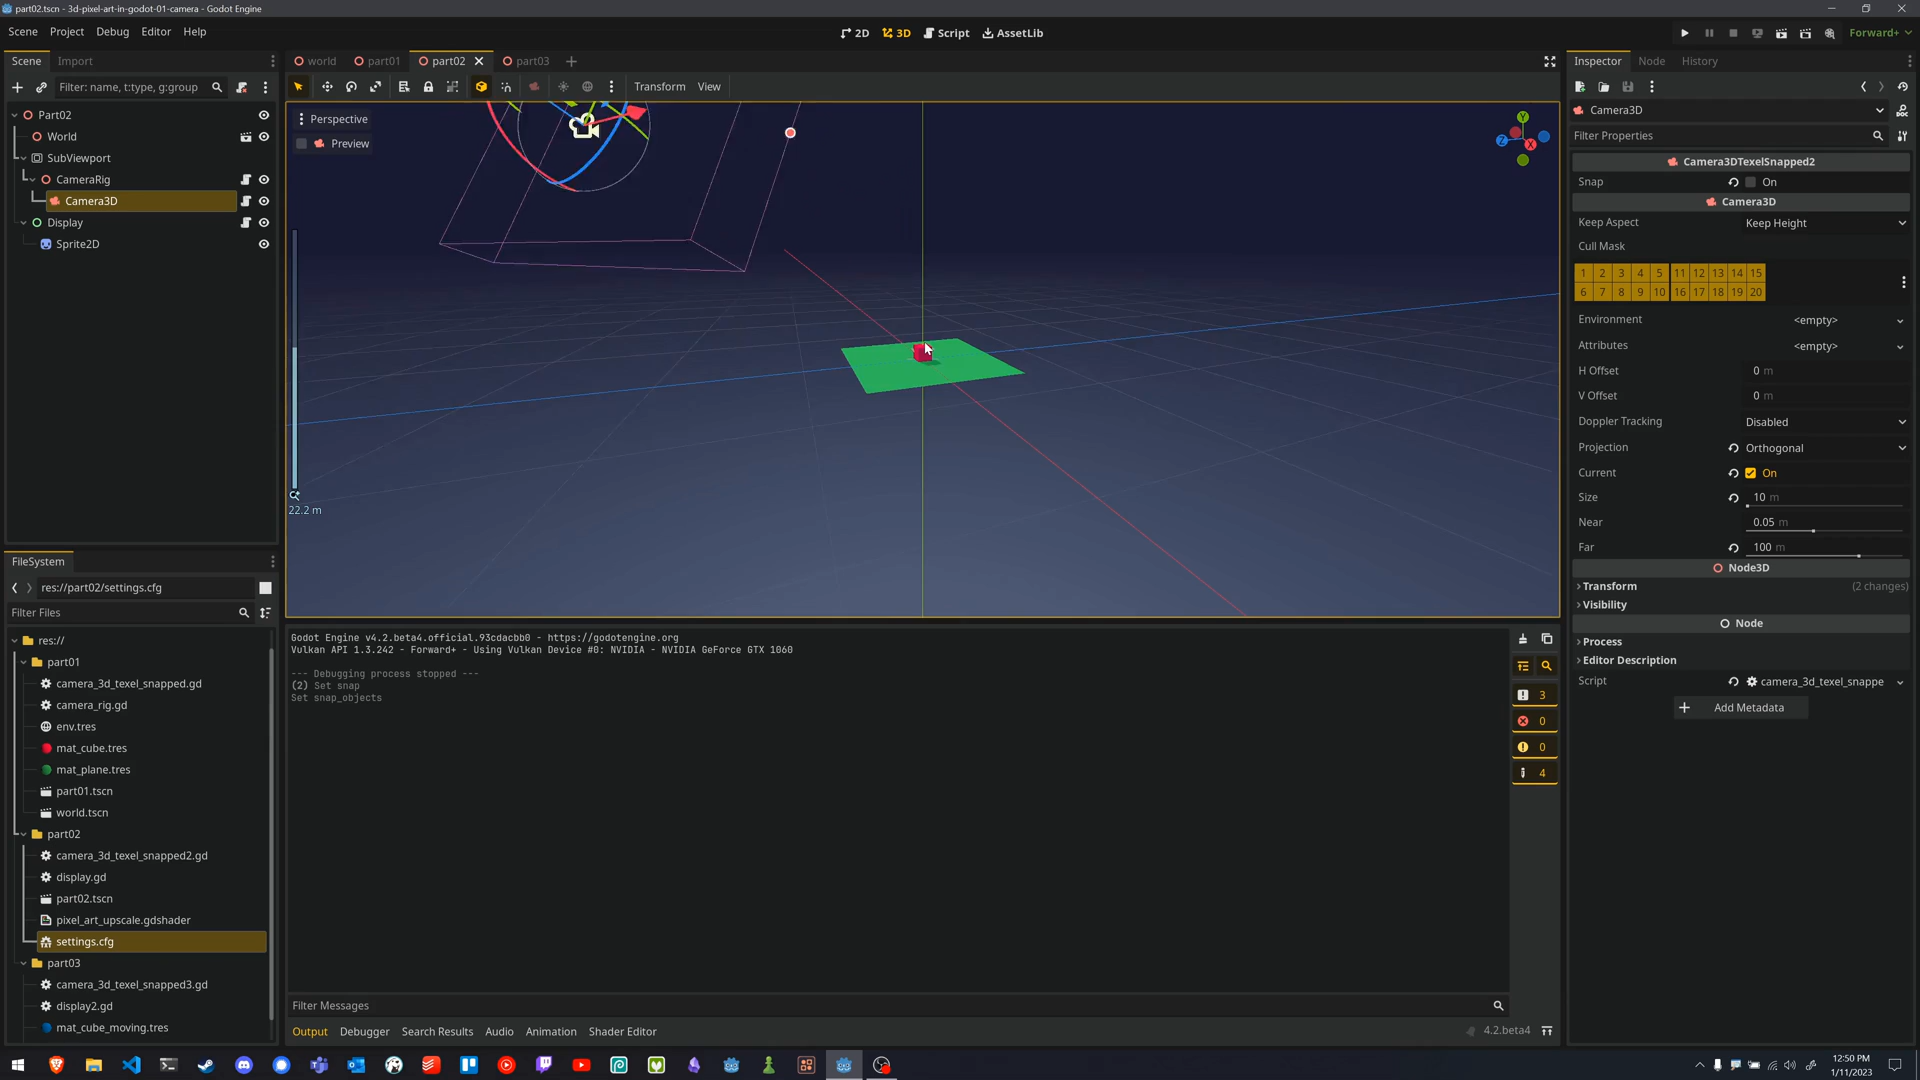 part02.tscn - 3d-pixel-art-in-godot-01-camera - Godot Engine
Scene Project Debug Editor Help
2D 3D Script AssetLib
Forward+
Scene Import
Filter: name, t:type, g:group
Part02
World
SubViewport
CameraRig
Camera3D
Display
Sprite2D
FileSystem
res://part02/settings.cfg
Filter Files
res://
part01
camera_3d_texel_snapped.gd
camera_rig.gd
env.tres
mat_cube.tres
mat_plane.tres
part01.tscn
world.tscn
part02
camera_3d_texel_snapped2.gd
display.gd
part02.tscn
pixel_art_upscale.gdshader
settings.cfg
part03
camera_3d_texel_snapped3.gd
display2.gd
mat_cube_moving.tres
world part01 part02 part03
Transform View
Perspective
Preview
Y
Z
X
22.2 m
Godot Engine v4.2.beta4.official.93cdacbb0 - https://godotengine.org
Vulkan API 1.3.242 - Forward+ - Using Vulkan Device #0: NVIDIA - NVIDIA GeForce GTX 1060
--- Debugging process stopped ---
(2) Set snap
Set snap_objects
3
0
0
4
Filter Messages
Output Debugger Search Results Audio Animation Shader Editor
4.2.beta4
Inspector Node History
Camera3D
Filter Properties
Camera3DTexelSnapped2
Snap On
Camera3D
Keep Aspect Keep Height
Cull Mask
1 2 3 4 5 11 12 13 14 15
6 7 8 9 10 16 17 18 19 20
Environment <empty>
Attributes <empty>
H Offset 0 m
V Offset 0 m
Doppler Tracking Disabled
Projection Orthogonal
Current On
Size 10 m
Near 0.05 m
Far 100 m
Node3D
Transform (2 changes)
Visibility
Node
Process
Editor Description
Script camera_3d_texel_snappe
Add Metadata
12:50 PM
1/11/2023